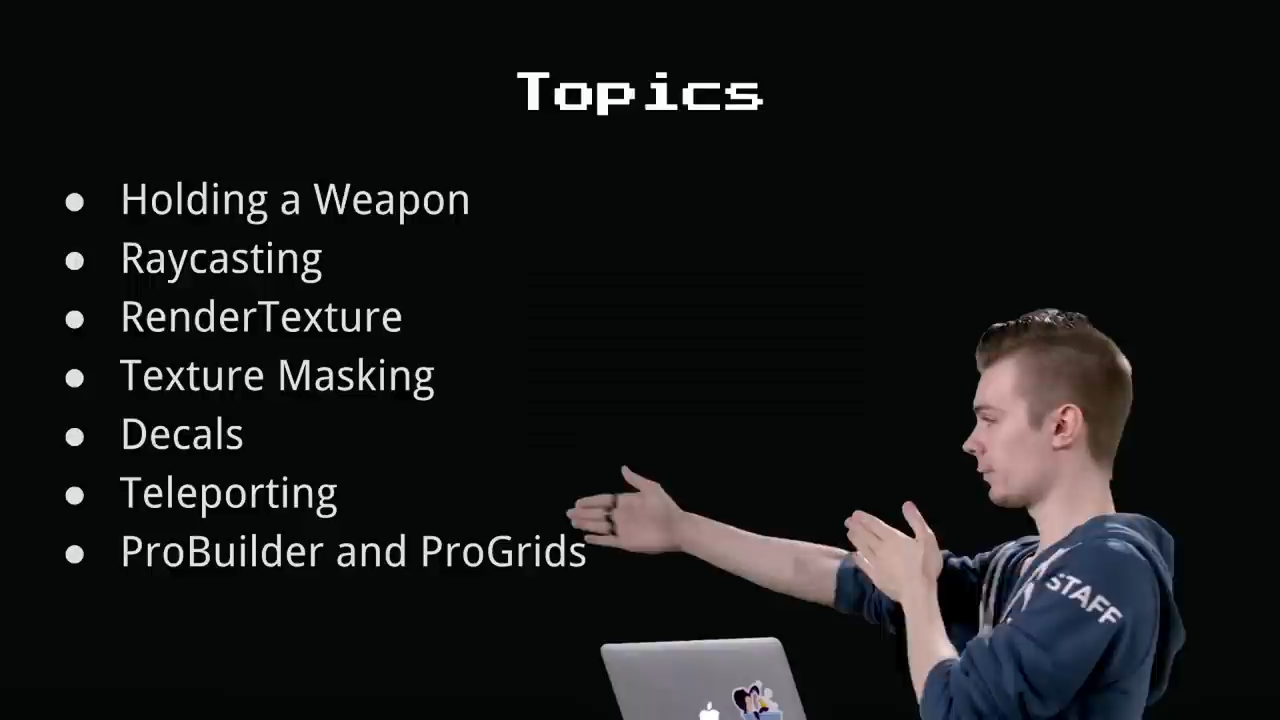 Topics
● Holding a Weapon
● Raycasting
● RenderTexture
● Texture Masking
● Decals
● Teleporting
● ProBuilder and ProGrids
STAFF